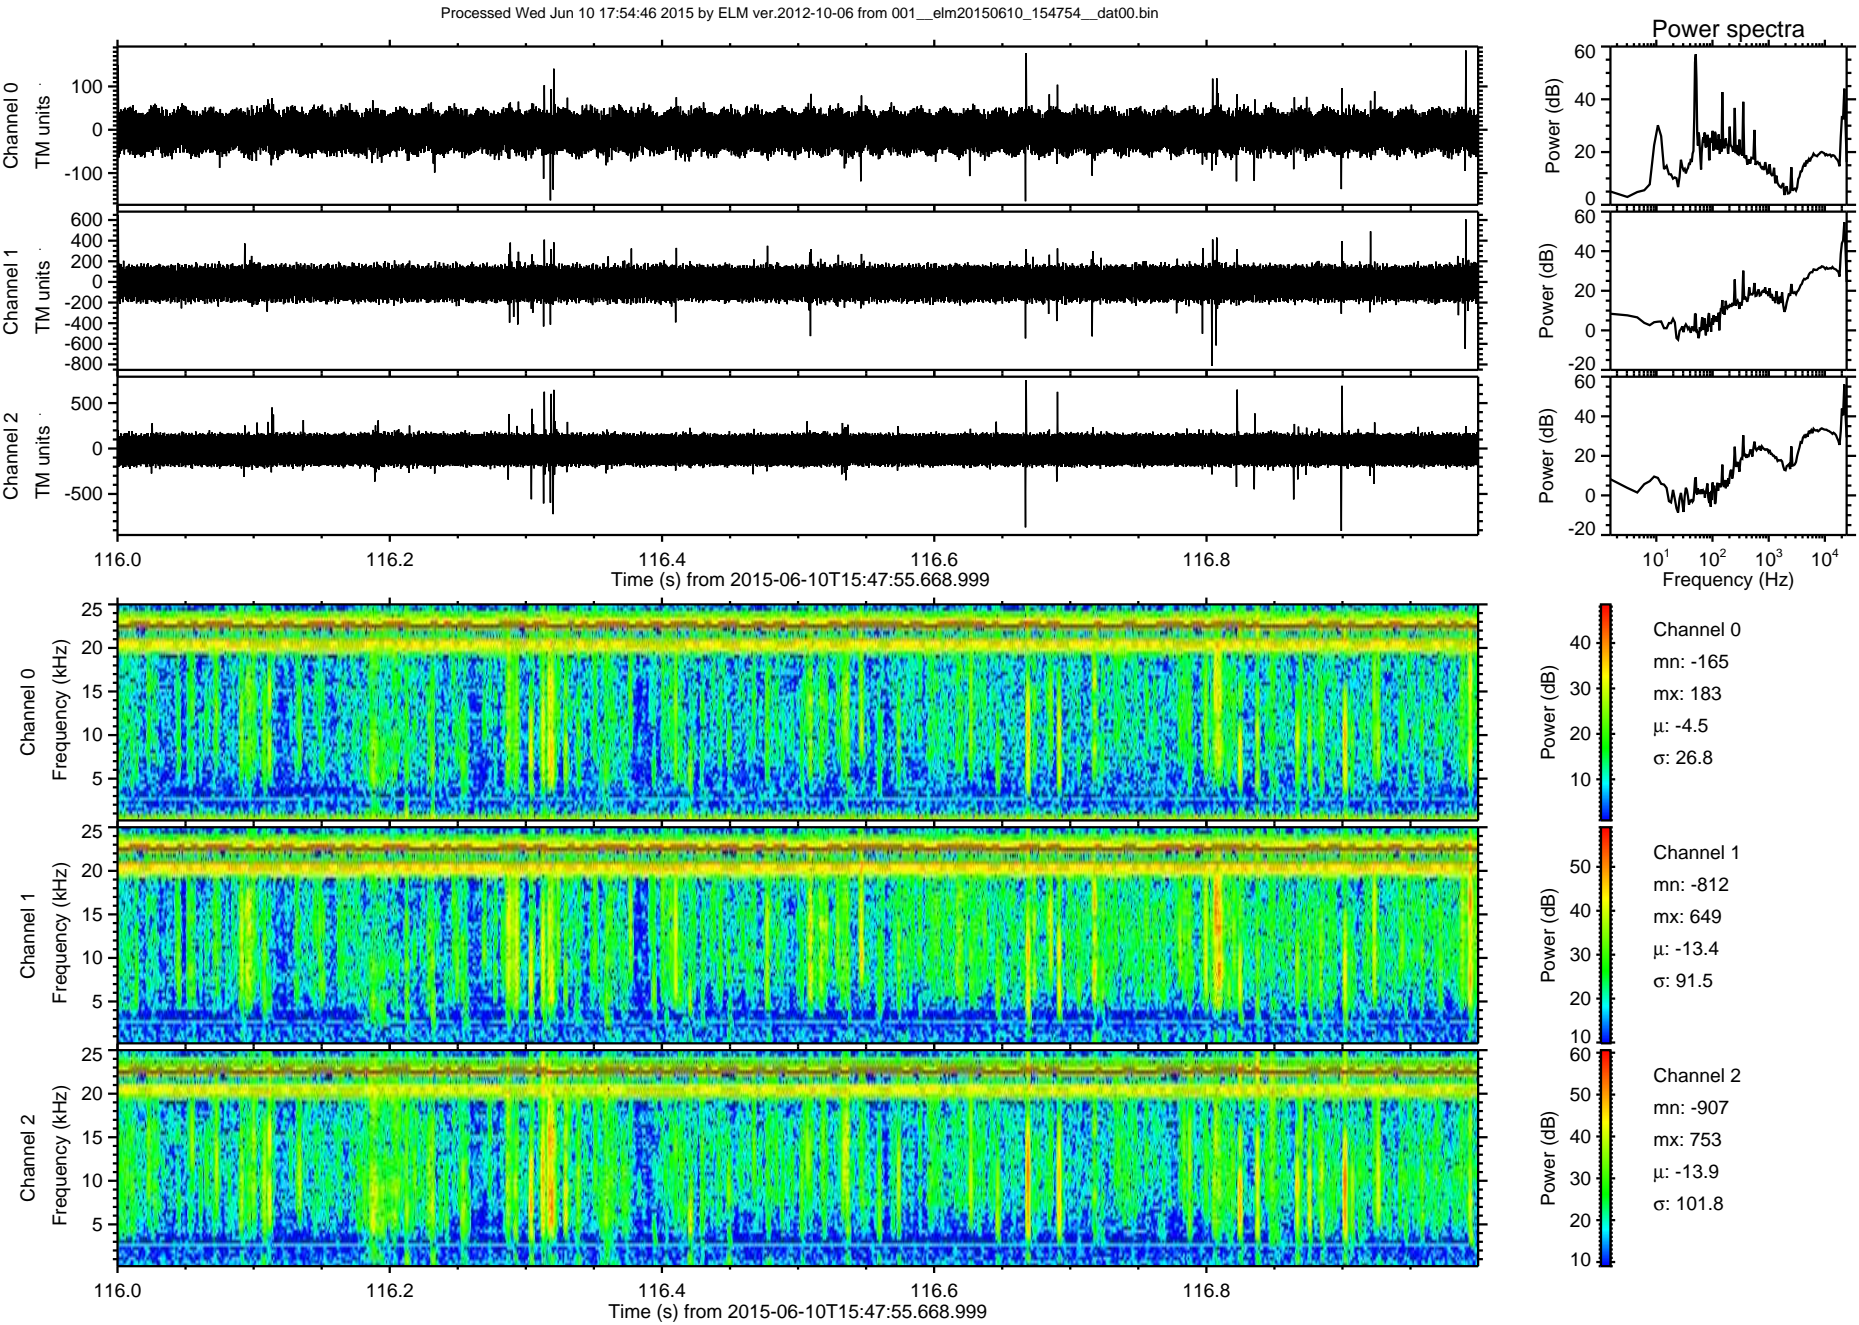 Processed Wed Jun 10 17:54:46 2015 by ELM ver.2012-10-06 from 001__elm20150610_154754__dat00.bin
Power spectra
Channel 0
TM units
100
0
-100
Power (dB)
60
40
20
0
Channel 1
TM units
600
400
200
0
-200
-400
-600
-800
Power (dB)
60
40
20
0
-20
Channel 2
TM units
500
0
-500
Power (dB)
60
40
20
0
-20
116.0 116.2 116.4 116.6 116.8
Time (s) from 2015-06-10T15:47:55.668.999
10¹ 10² 10³ 10⁴
Frequency (Hz)
Channel 0
Frequency (kHz)
25
20
15
10
5
Power (dB)
40
30
20
10
Channel 0
mn: -165
mx: 183
μ: -4.5
σ: 26.8
Channel 1
Frequency (kHz)
25
20
15
10
5
Power (dB)
50
40
30
20
10
Channel 1
mn: -812
mx: 649
μ: -13.4
σ: 91.5
Channel 2
Frequency (kHz)
25
20
15
10
5
Power (dB)
60
50
40
30
20
10
Channel 2
mn: -907
mx: 753
μ: -13.9
σ: 101.8
116.0 116.2 116.4 116.6 116.8
Time (s) from 2015-06-10T15:47:55.668.999